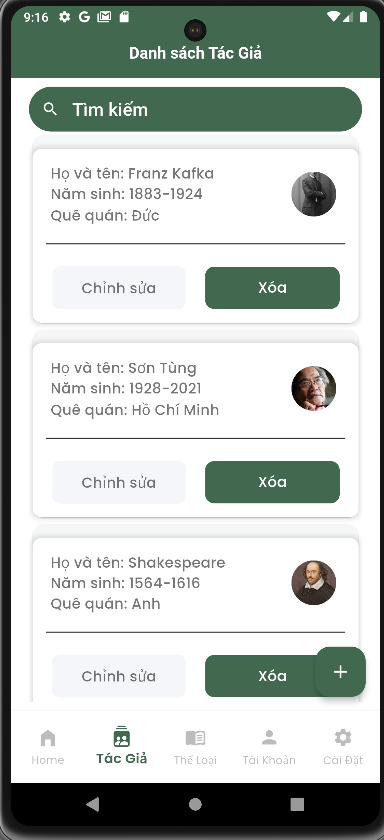 9:16
Danh sách Tác Giả
Tìm kiếm
Họ và tên: Franz Kafka
Năm sinh: 1883-1924
Quê quán: Đức
Chỉnh sửa
Xóa
Họ và tên: Sơn Tùng
Năm sinh: 1928-2021
Quê quán: Hồ Chí Minh
Chỉnh sửa
Xóa
Họ và tên: Shakespeare
Năm sinh: 1564-1616
Quê quán: Anh
Chỉnh sửa
Xóa
+
Home
Tác Giả
Thể Loại
Tài Khoản
Cài Đặt